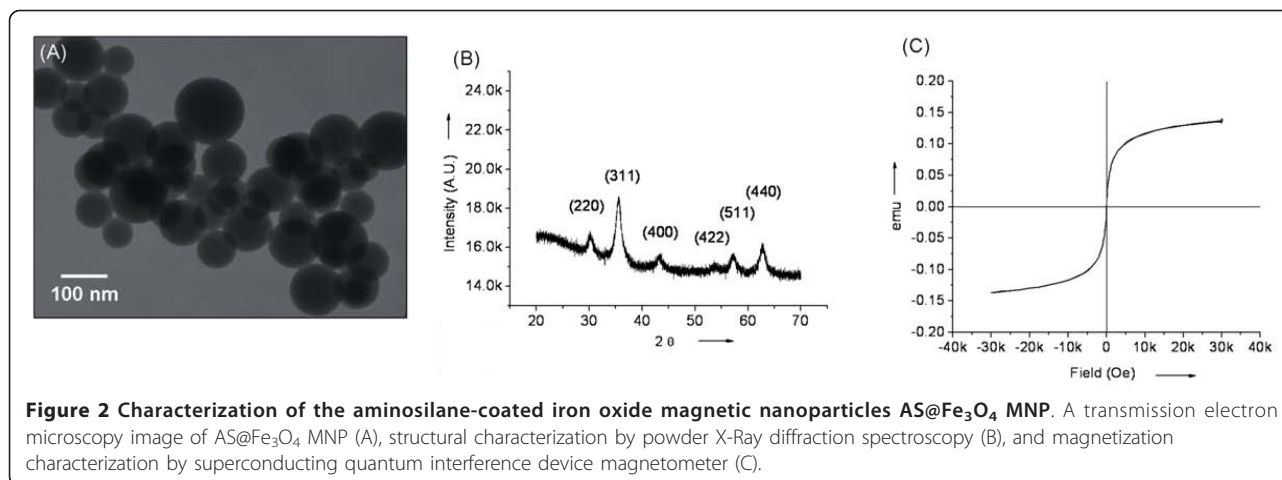 (A)
100 nm
(B)
Intensity (A.U.)
24.0k
22.0k
20.0k
18.0k
16.0k
14.0k
(220)
(311)
(400)
(422)
(511)
(440)
20 30 40 50 60 70
2 θ
(C)
emu
0.20
0.15
0.10
0.05
0.00
-0.05
-0.10
-0.15
-0.20
-40k -30k -20k -10k 0 10k 20k 30k 40k
Field (Oe)
Figure 2 Characterization of the aminosilane-coated iron oxide magnetic nanoparticles AS@Fe₃O₄ MNP. A transmission electron
microscopy image of AS@Fe₃O₄ MNP (A), structural characterization by powder X-Ray diffraction spectroscopy (B), and magnetization
characterization by superconducting quantum interference device magnetometer (C).